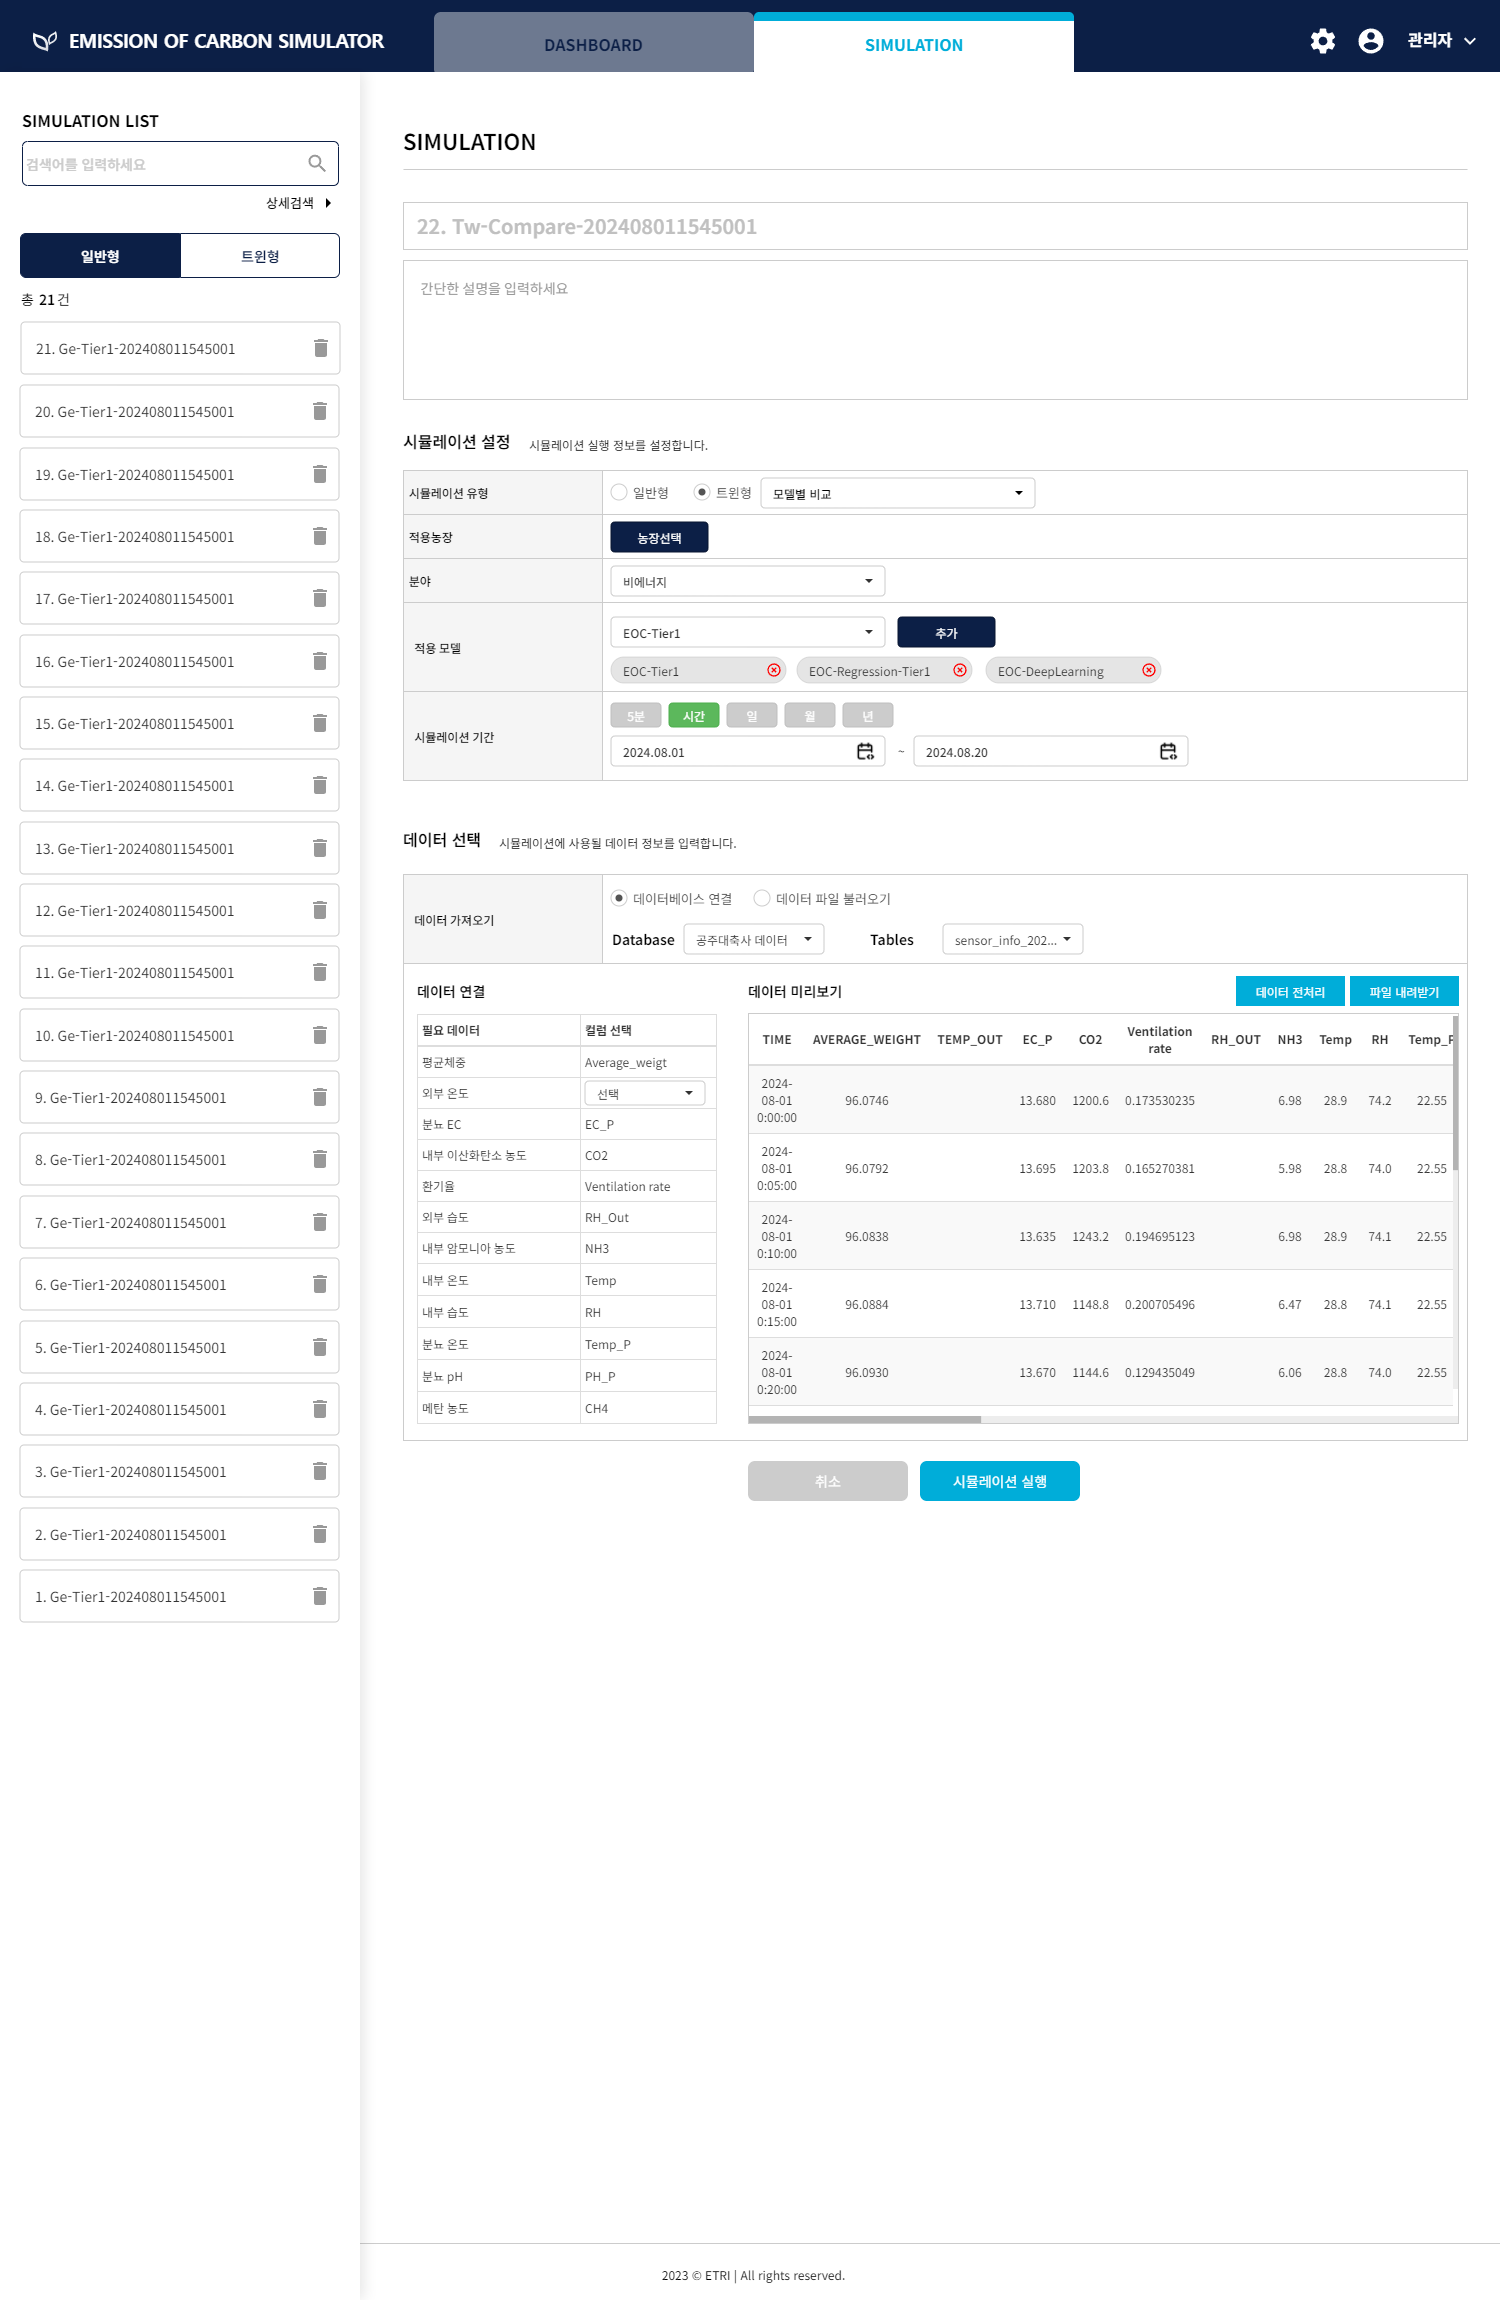 EMISSION OF CARBON SIMULATOR
DASHBOARD
SIMULATION
관리자
SIMULATION LIST
검색어를 입력하세요
상세검색
일반형
트윈형
총 21건
21. Ge-Tier1-202408011545001
20. Ge-Tier1-202408011545001
19. Ge-Tier1-202408011545001
18. Ge-Tier1-202408011545001
17. Ge-Tier1-202408011545001
16. Ge-Tier1-202408011545001
15. Ge-Tier1-202408011545001
14. Ge-Tier1-202408011545001
13. Ge-Tier1-202408011545001
12. Ge-Tier1-202408011545001
11. Ge-Tier1-202408011545001
10. Ge-Tier1-202408011545001
9. Ge-Tier1-202408011545001
8. Ge-Tier1-202408011545001
7. Ge-Tier1-202408011545001
6. Ge-Tier1-202408011545001
5. Ge-Tier1-202408011545001
4. Ge-Tier1-202408011545001
3. Ge-Tier1-202408011545001
2. Ge-Tier1-202408011545001
1. Ge-Tier1-202408011545001
SIMULATION
22. Tw-Compare-202408011545001
간단한 설명을 입력하세요
시뮬레이션 설정 시뮬레이션 실행 정보를 설정합니다.
시뮬레이션 유형 일반형 트윈형 모델별 비교
적용농장 농장선택
분야 비에너지
적용 모델
EOC-Tier1 추가
EOC-Tier1 EOC-Regression-Tier1 EOC-DeepLearning
시뮬레이션 기간
5분 시간 일 월 년
2024.08.01 ~ 2024.08.20
데이터 선택 시뮬레이션에 사용될 데이터 정보를 입력합니다.
데이터 가져오기
데이터베이스 연결 데이터 파일 불러오기
Database 공주대축사 데이터 Tables sensor_info_202...
데이터 연결
필요 데이터 컬럼 선택
평균체중 Average_weigt
외부 온도 선택
분뇨 EC EC_P
내부 이산화탄소 농도 CO2
환기율 Ventilation rate
외부 습도 RH_Out
내부 암모니아 농도 NH3
내부 온도 Temp
내부 습도 RH
분뇨 온도 Temp_P
분뇨 pH PH_P
메탄 농도 CH4
데이터 미리보기 데이터 전처리 파일 내려받기
TIME AVERAGE_WEIGHT TEMP_OUT EC_P CO2 Ventilation rate RH_OUT NH3 Temp RH Temp_P
2024-08-01 0:00:00 96.0746 13.680 1200.6 0.173530235 6.98 28.9 74.2 22.55
2024-08-01 0:05:00 96.0792 13.695 1203.8 0.165270381 5.98 28.8 74.0 22.55
2024-08-01 0:10:00 96.0838 13.635 1243.2 0.194695123 6.98 28.9 74.1 22.55
2024-08-01 0:15:00 96.0884 13.710 1148.8 0.200705496 6.47 28.8 74.1 22.55
2024-08-01 0:20:00 96.0930 13.670 1144.6 0.129435049 6.06 28.8 74.0 22.55
취소
시뮬레이션 실행
2023 © ETRI | All rights reserved.